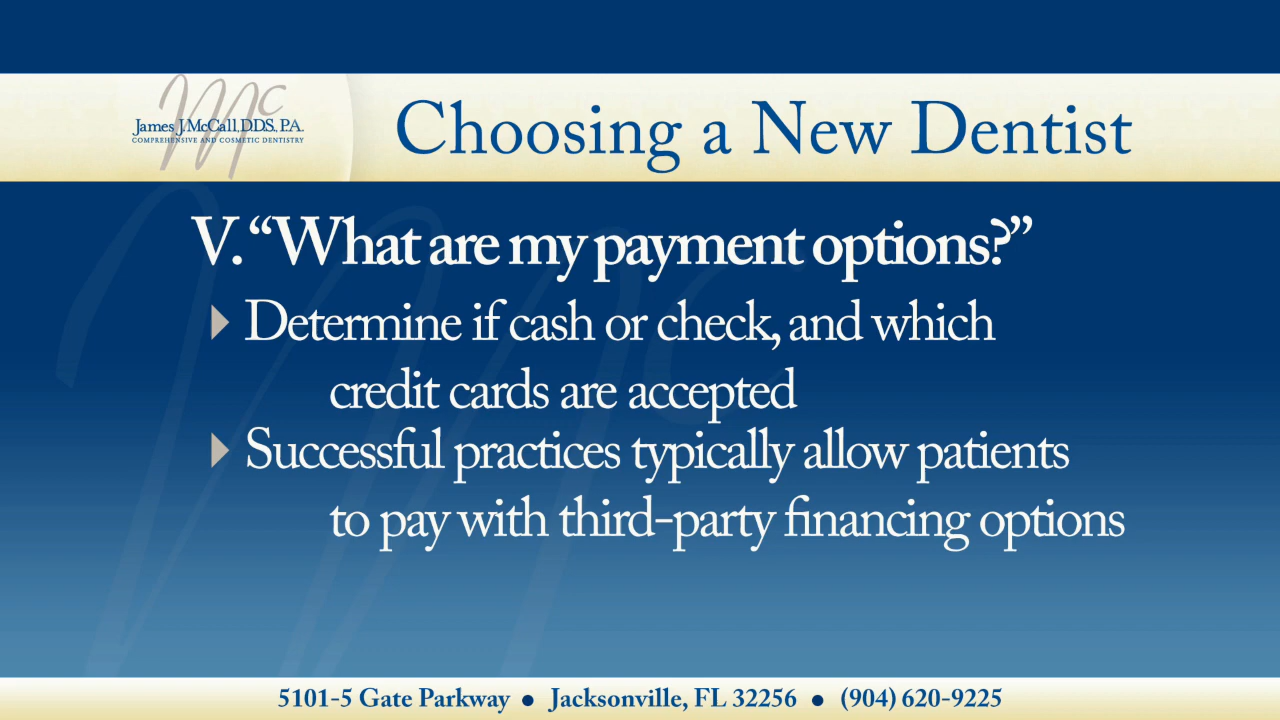 Mc
James J. McCall, D.D.S., P.A.
COMPREHENSIVE AND COSMETIC DENTISTRY
Choosing a New Dentist
V. “What are my payment options?”
Determine if cash or check, and which
credit cards are accepted
Successful practices typically allow patients
to pay with third-party financing options
5101-5 Gate Parkway ● Jacksonville, FL 32256 ● (904) 620-9225